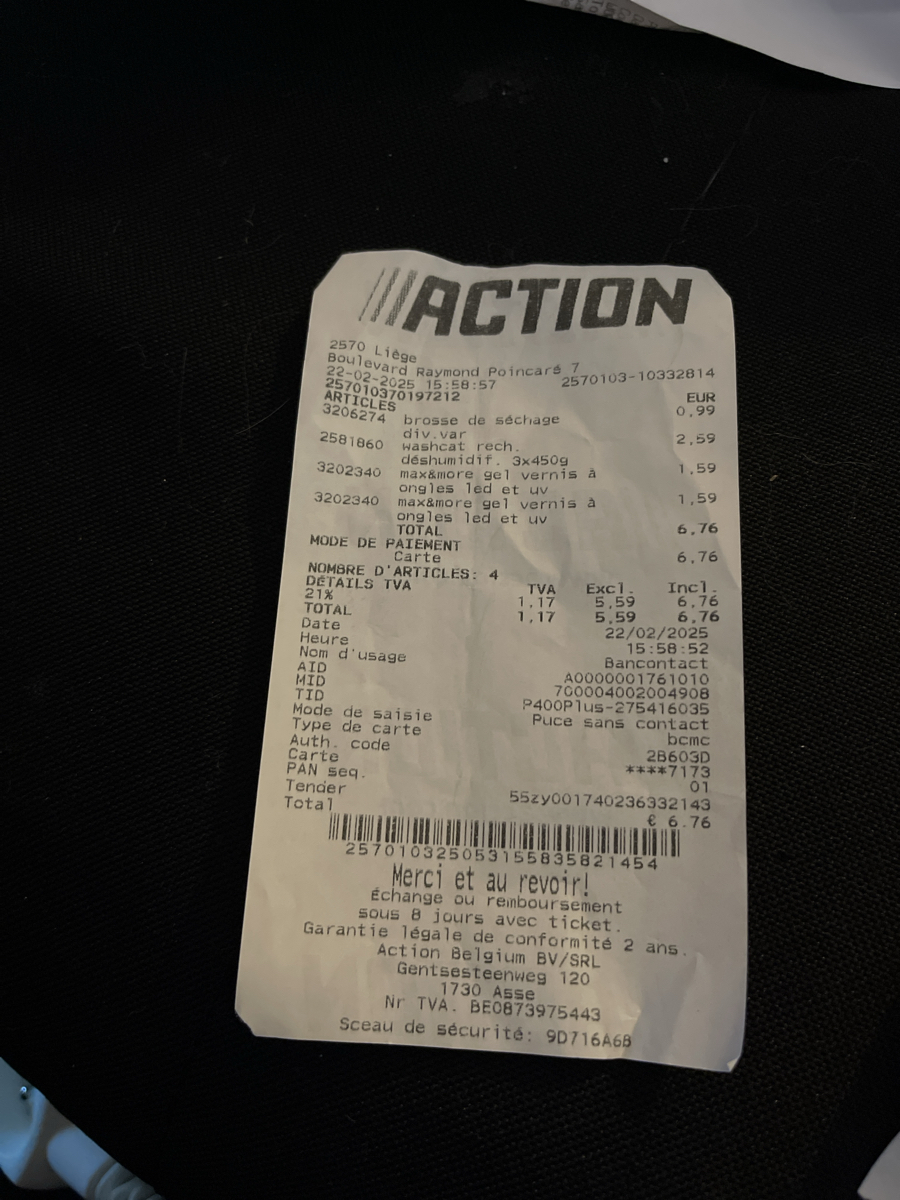 ACTION
2570 Liège
Boulevard Raymond Poincaré 7
22-02-2025 15:58:57 2570103-10332814
257010370197212
ARTICLES EUR
3206274 brosse de séchage 0,99
div.var
2581860 washcat rech. 2,59
déshumidif. 3x450g
3202340 max&more gel vernis à 1,59
ongles led et uv
3202340 max&more gel vernis à 1,59
ongles led et uv
TOTAL 6,76
MODE DE PAIEMENT
Carte 6,76
NOMBRE D'ARTICLES: 4
DÉTAILS TVA TVA Excl. Incl.
21% 1,17 5,59 6,76
TOTAL 1,17 5,59 6,76
Date 22/02/2025
Heure 15:58:52
Nom d'usage Bancontact
AID A0000001761010
MID 700004002004908
TID P400Plus-275416035
Mode de saisie Puce sans contact
Type de carte bcmc
Auth. code 2B603D
Carte ****7173
PAN seq. 01
Tender 55zy001740236332143
Total € 6.76
257010325053155835821454
Merci et au revoir!
Échange ou remboursement
sous 8 jours avec ticket.
Garantie légale de conformité 2 ans.
Action Belgium BV/SRL
Gentsesteenweg 120
1730 Asse
Nr TVA. BE0873975443
Sceau de sécurité: 9D716A6B